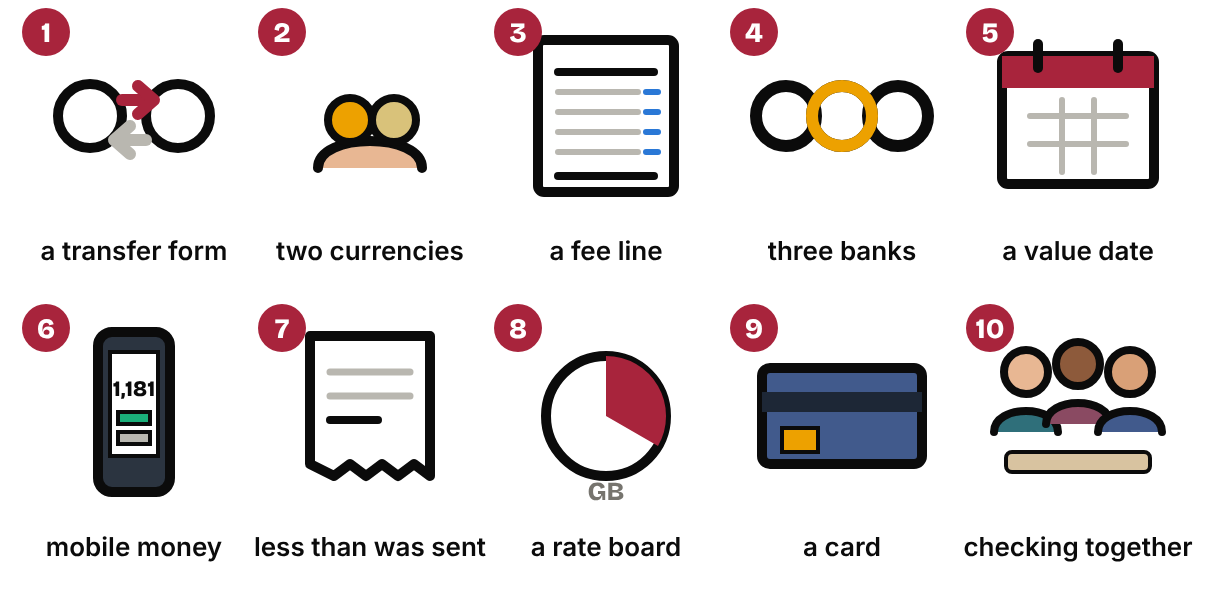 1
2
3
4
5
a transfer form
two currencies
a fee line
three banks
a value date
6
7
8
9
10
1,181
GB
mobile money
less than was sent
a rate board
a card
checking together